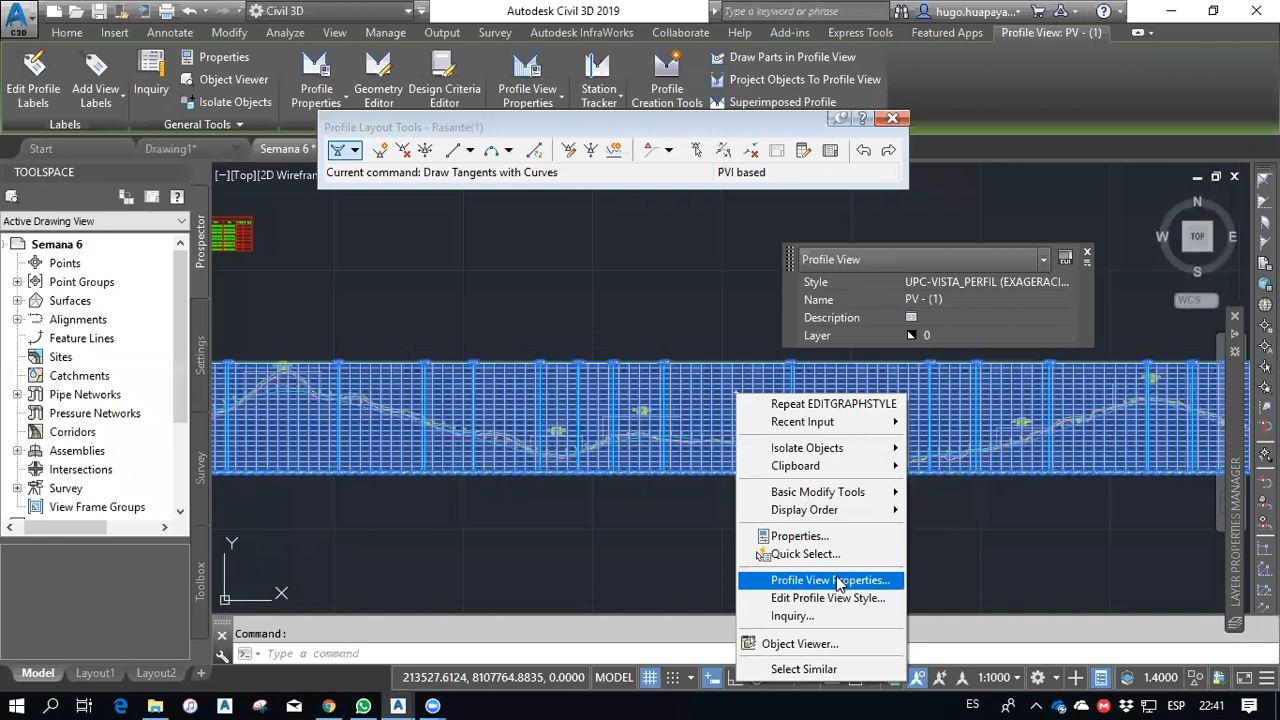 C3D
Civil 3D
Autodesk Civil 3D 2019
Type a keyword or phrase
hugo.huapaya...
Home Insert Annotate Modify Analyze View Manage Output Survey Autodesk InfraWorks Collaborate Help Add-ins Express Tools Featured Apps Profile View: PV - (1)
Edit Profile Labels
Add View Labels
Labels
Inquiry
Properties
Object Viewer
Isolate Objects
General Tools
Profile Properties
Geometry Editor
Design Criteria Editor
Profile View Properties
Station Tracker
Profile Creation Tools
Draw Parts in Profile View
Project Objects To Profile View
Superimposed Profile
Profile Layout Tools - Rasante(1)
Current command: Draw Tangents with Curves
PVI based
Start
Drawing1*
Semana 6*
TOOLSPACE
Active Drawing View
Semana 6
Points
Point Groups
Surfaces
Alignments
Feature Lines
Sites
Catchments
Pipe Networks
Pressure Networks
Corridors
Assemblies
Intersections
Survey
View Frame Groups
Prospector
Settings
Survey
Toolbox
[−][Top][2D Wirefram
N
W TOP E
S
WCS
Profile View
Style UPC-VISTA_PERFIL (EXAGERACI...
Name PV - (1)
Description
Layer 0
LAYER PROPERTIES MANAGER
Repeat EDITGRAPHSTYLE
Recent Input
Isolate Objects
Clipboard
Basic Modify Tools
Display Order
Properties...
Quick Select...
Profile View Properties...
Edit Profile View Style...
Inquiry...
Object Viewer...
Select Similar
Y
X
Command:
Type a command
Model Layout1 Layout2 +
213527.6124, 8107764.8835, 0.0000 MODEL
1:1000
1.4000
ES
ESP 22:41